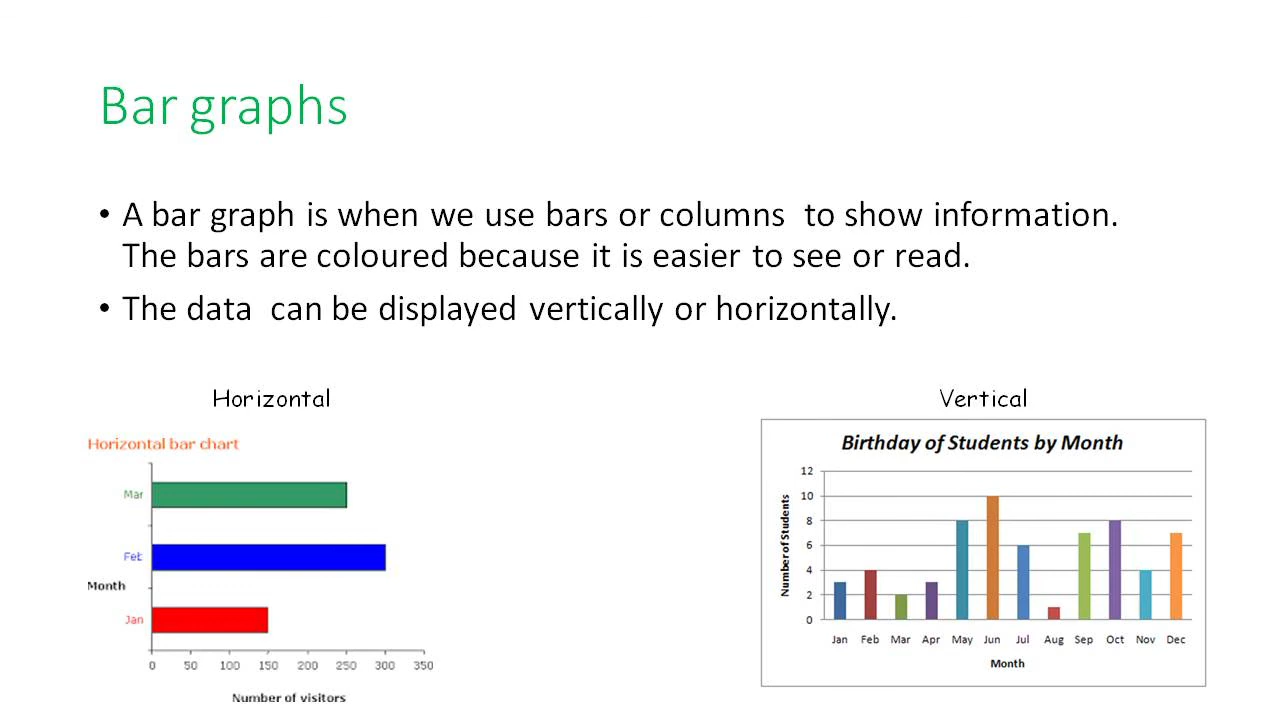 Bar graphs
• A bar graph is when we use bars or columns  to show information.
The bars are coloured because it is easier to see or read.
• The data  can be displayed vertically or horizontally.
Horizontal
Horizontal bar chart
Mar
Feb
Month
Jan
0 50 100 150 200 250 300 350
Number of visitors
Vertical
Birthday of Students by Month
Number of Students
12
10
8
6
4
2
0
Jan Feb Mar Apr May Jun Jul Aug Sep Oct Nov Dec
Month